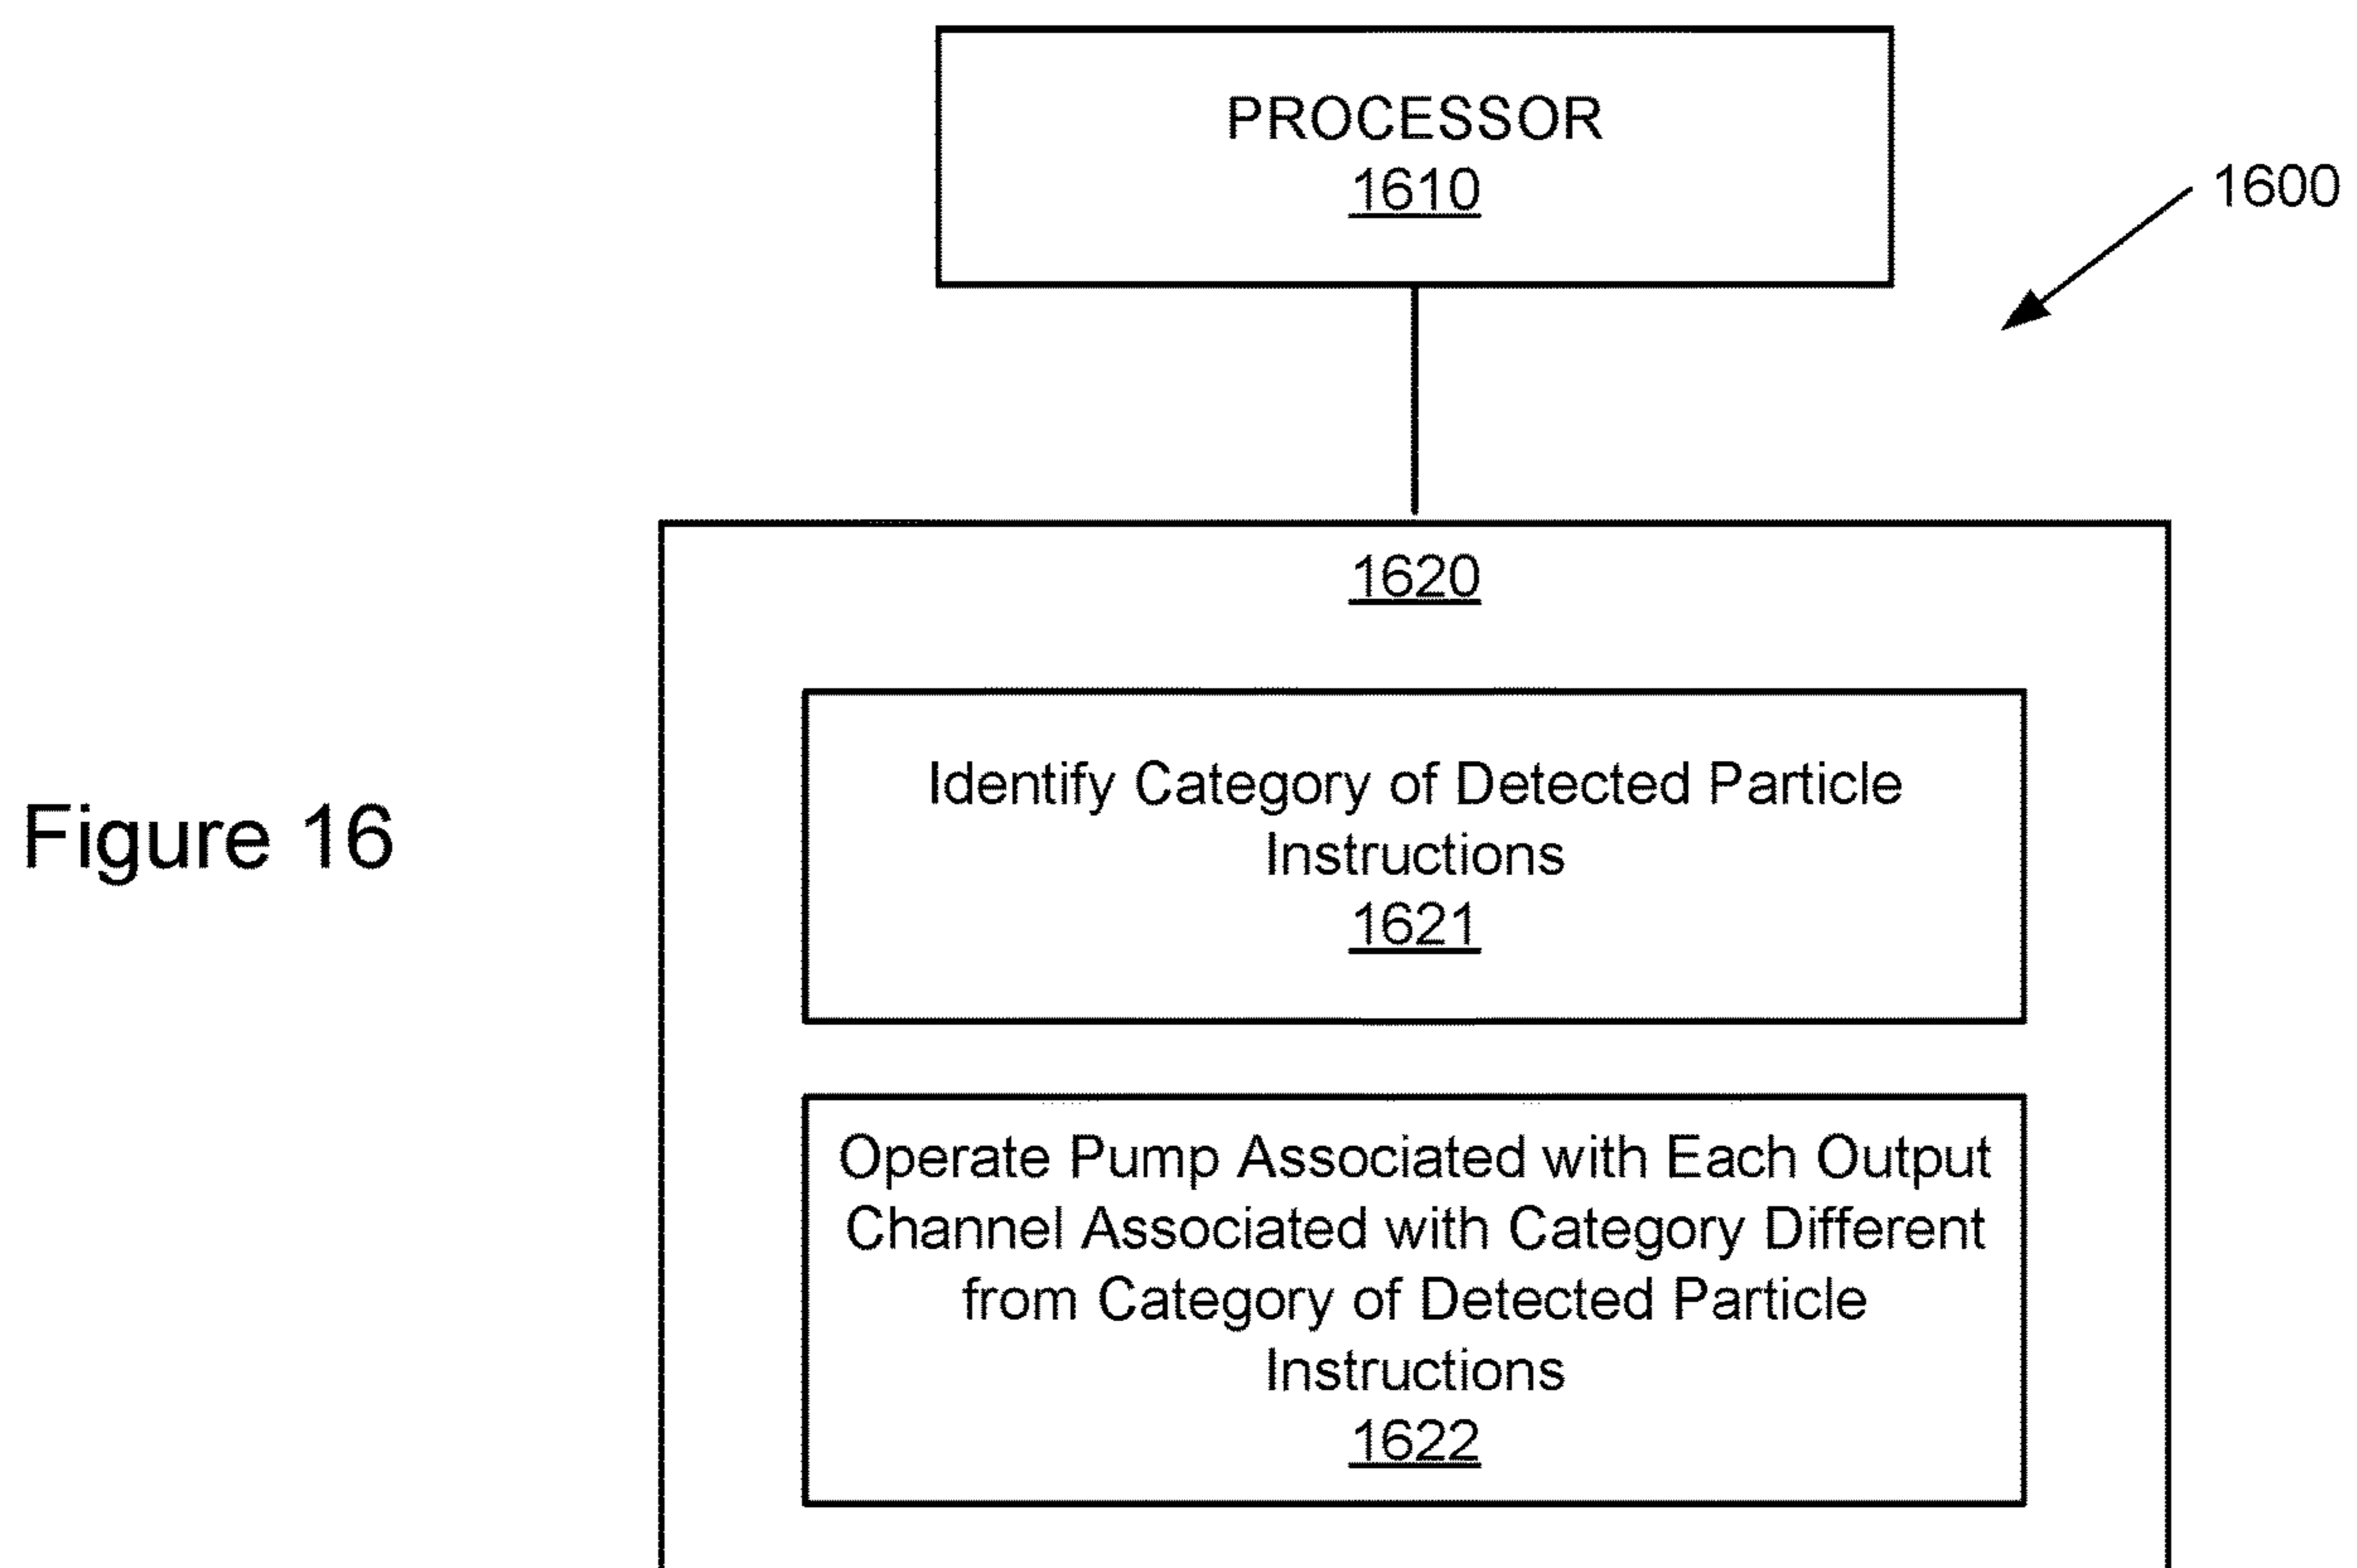 PROCESSOR
1610
1600
1620
Identify Category of Detected Particle
Instructions
1621
Figure 16
Operate Pump Associated with Each Output
Channel Associated with Category Different
from Category of Detected Particle
Instructions
1622